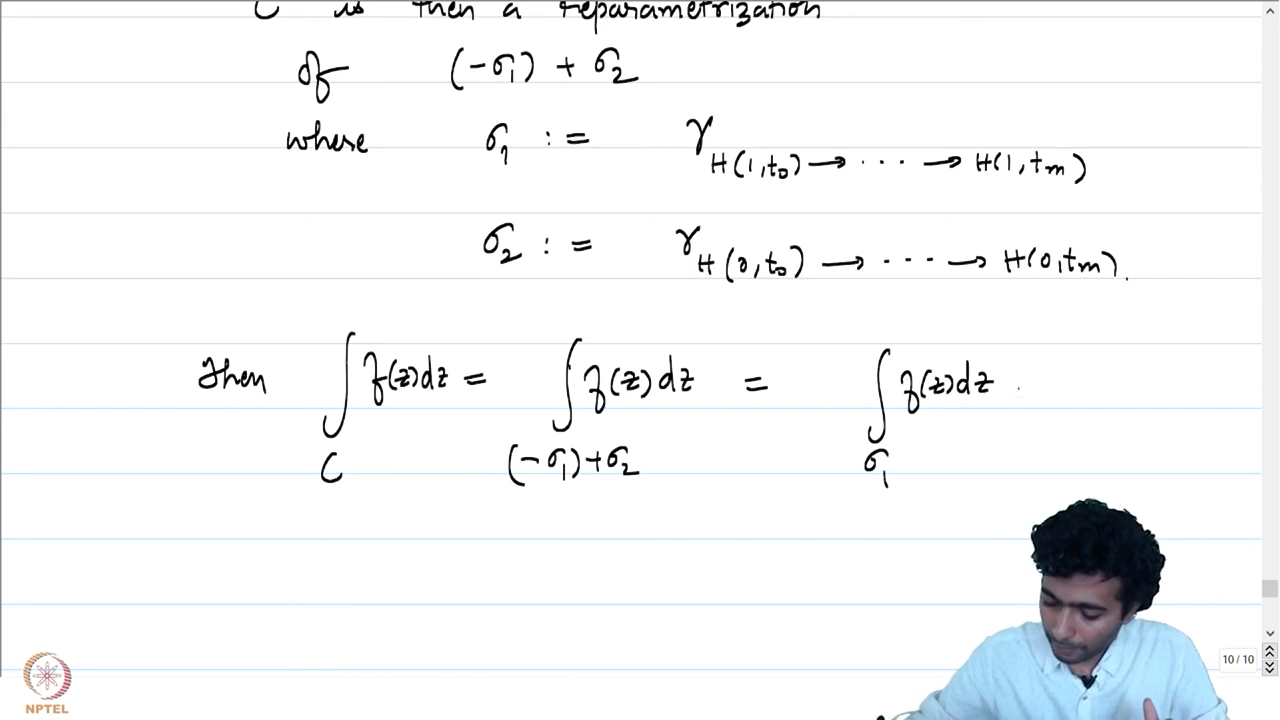 C is then a reparametrization
of (-σ₁) + σ₂
where σ₁ := γ_{H(1,t₀) → ··· → H(1,tₘ)}
σ₂ := γ_{H(0,t₀) → ··· → H(0,tₘ)}.
Then ∫_C f(z)dz = ∫_{(-σ₁)+σ₂} f(z)dz = ∫_{σ₁} f(z)dz
10 / 10
NPTEL